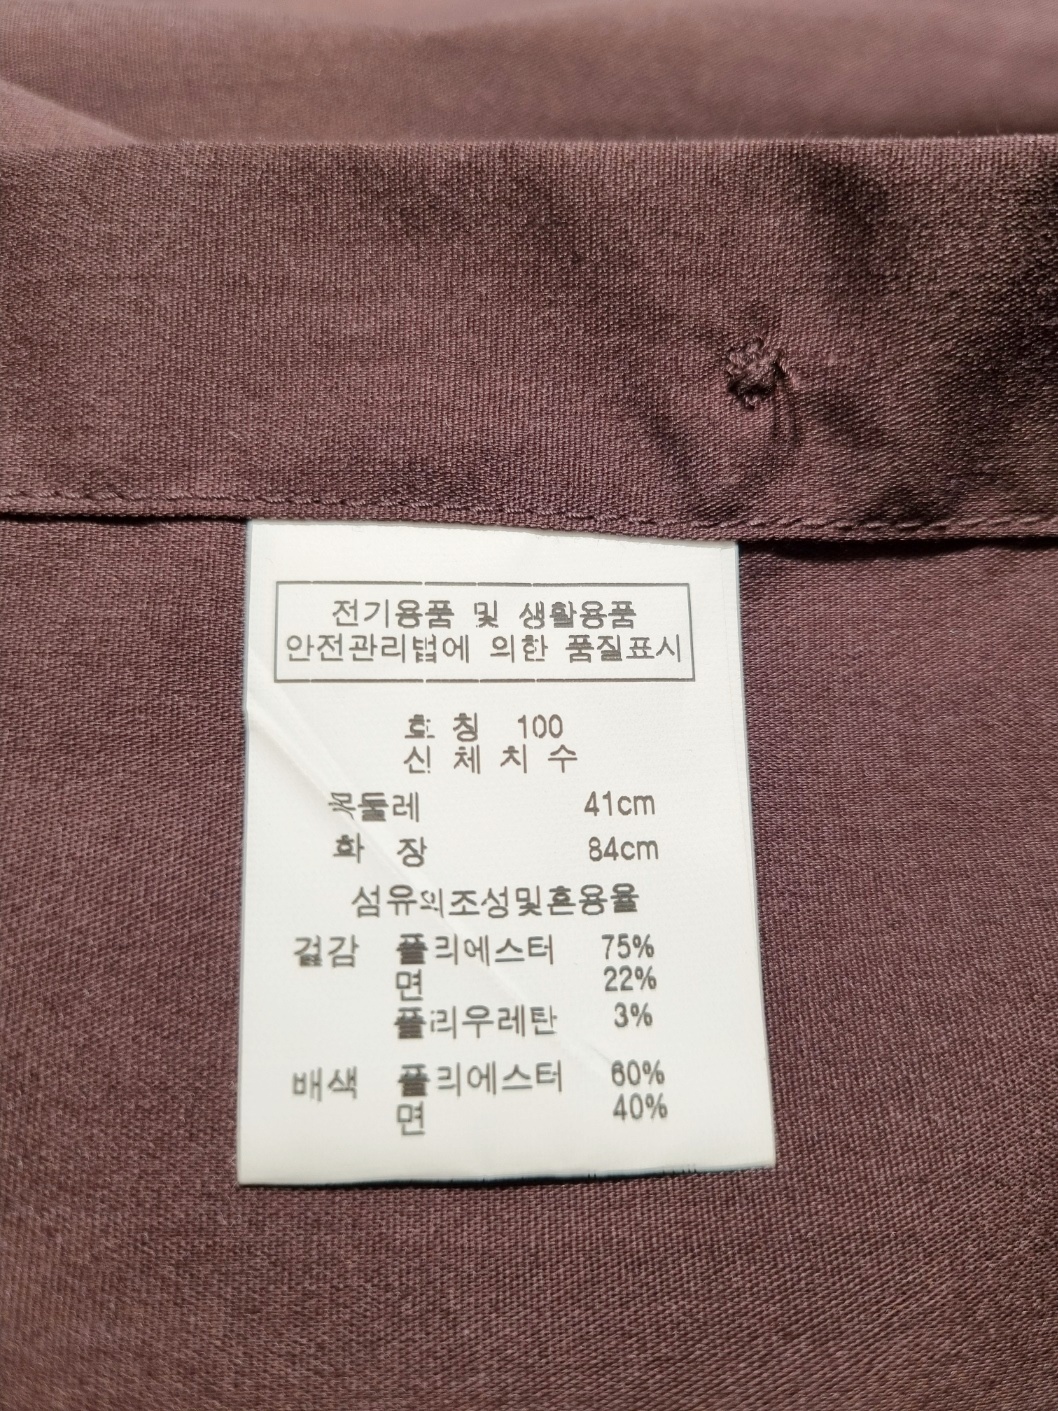 전기용품 및 생활용품
안전관리법에 의한 품질표시
호 칭 100
신 체 치 수
목둘레 41cm
화 장 84cm
섬유의조성및혼용율
겉감 폴리에스터 75%
면 22%
폴리우레탄 3%
배색 폴리에스터 60%
면 40%